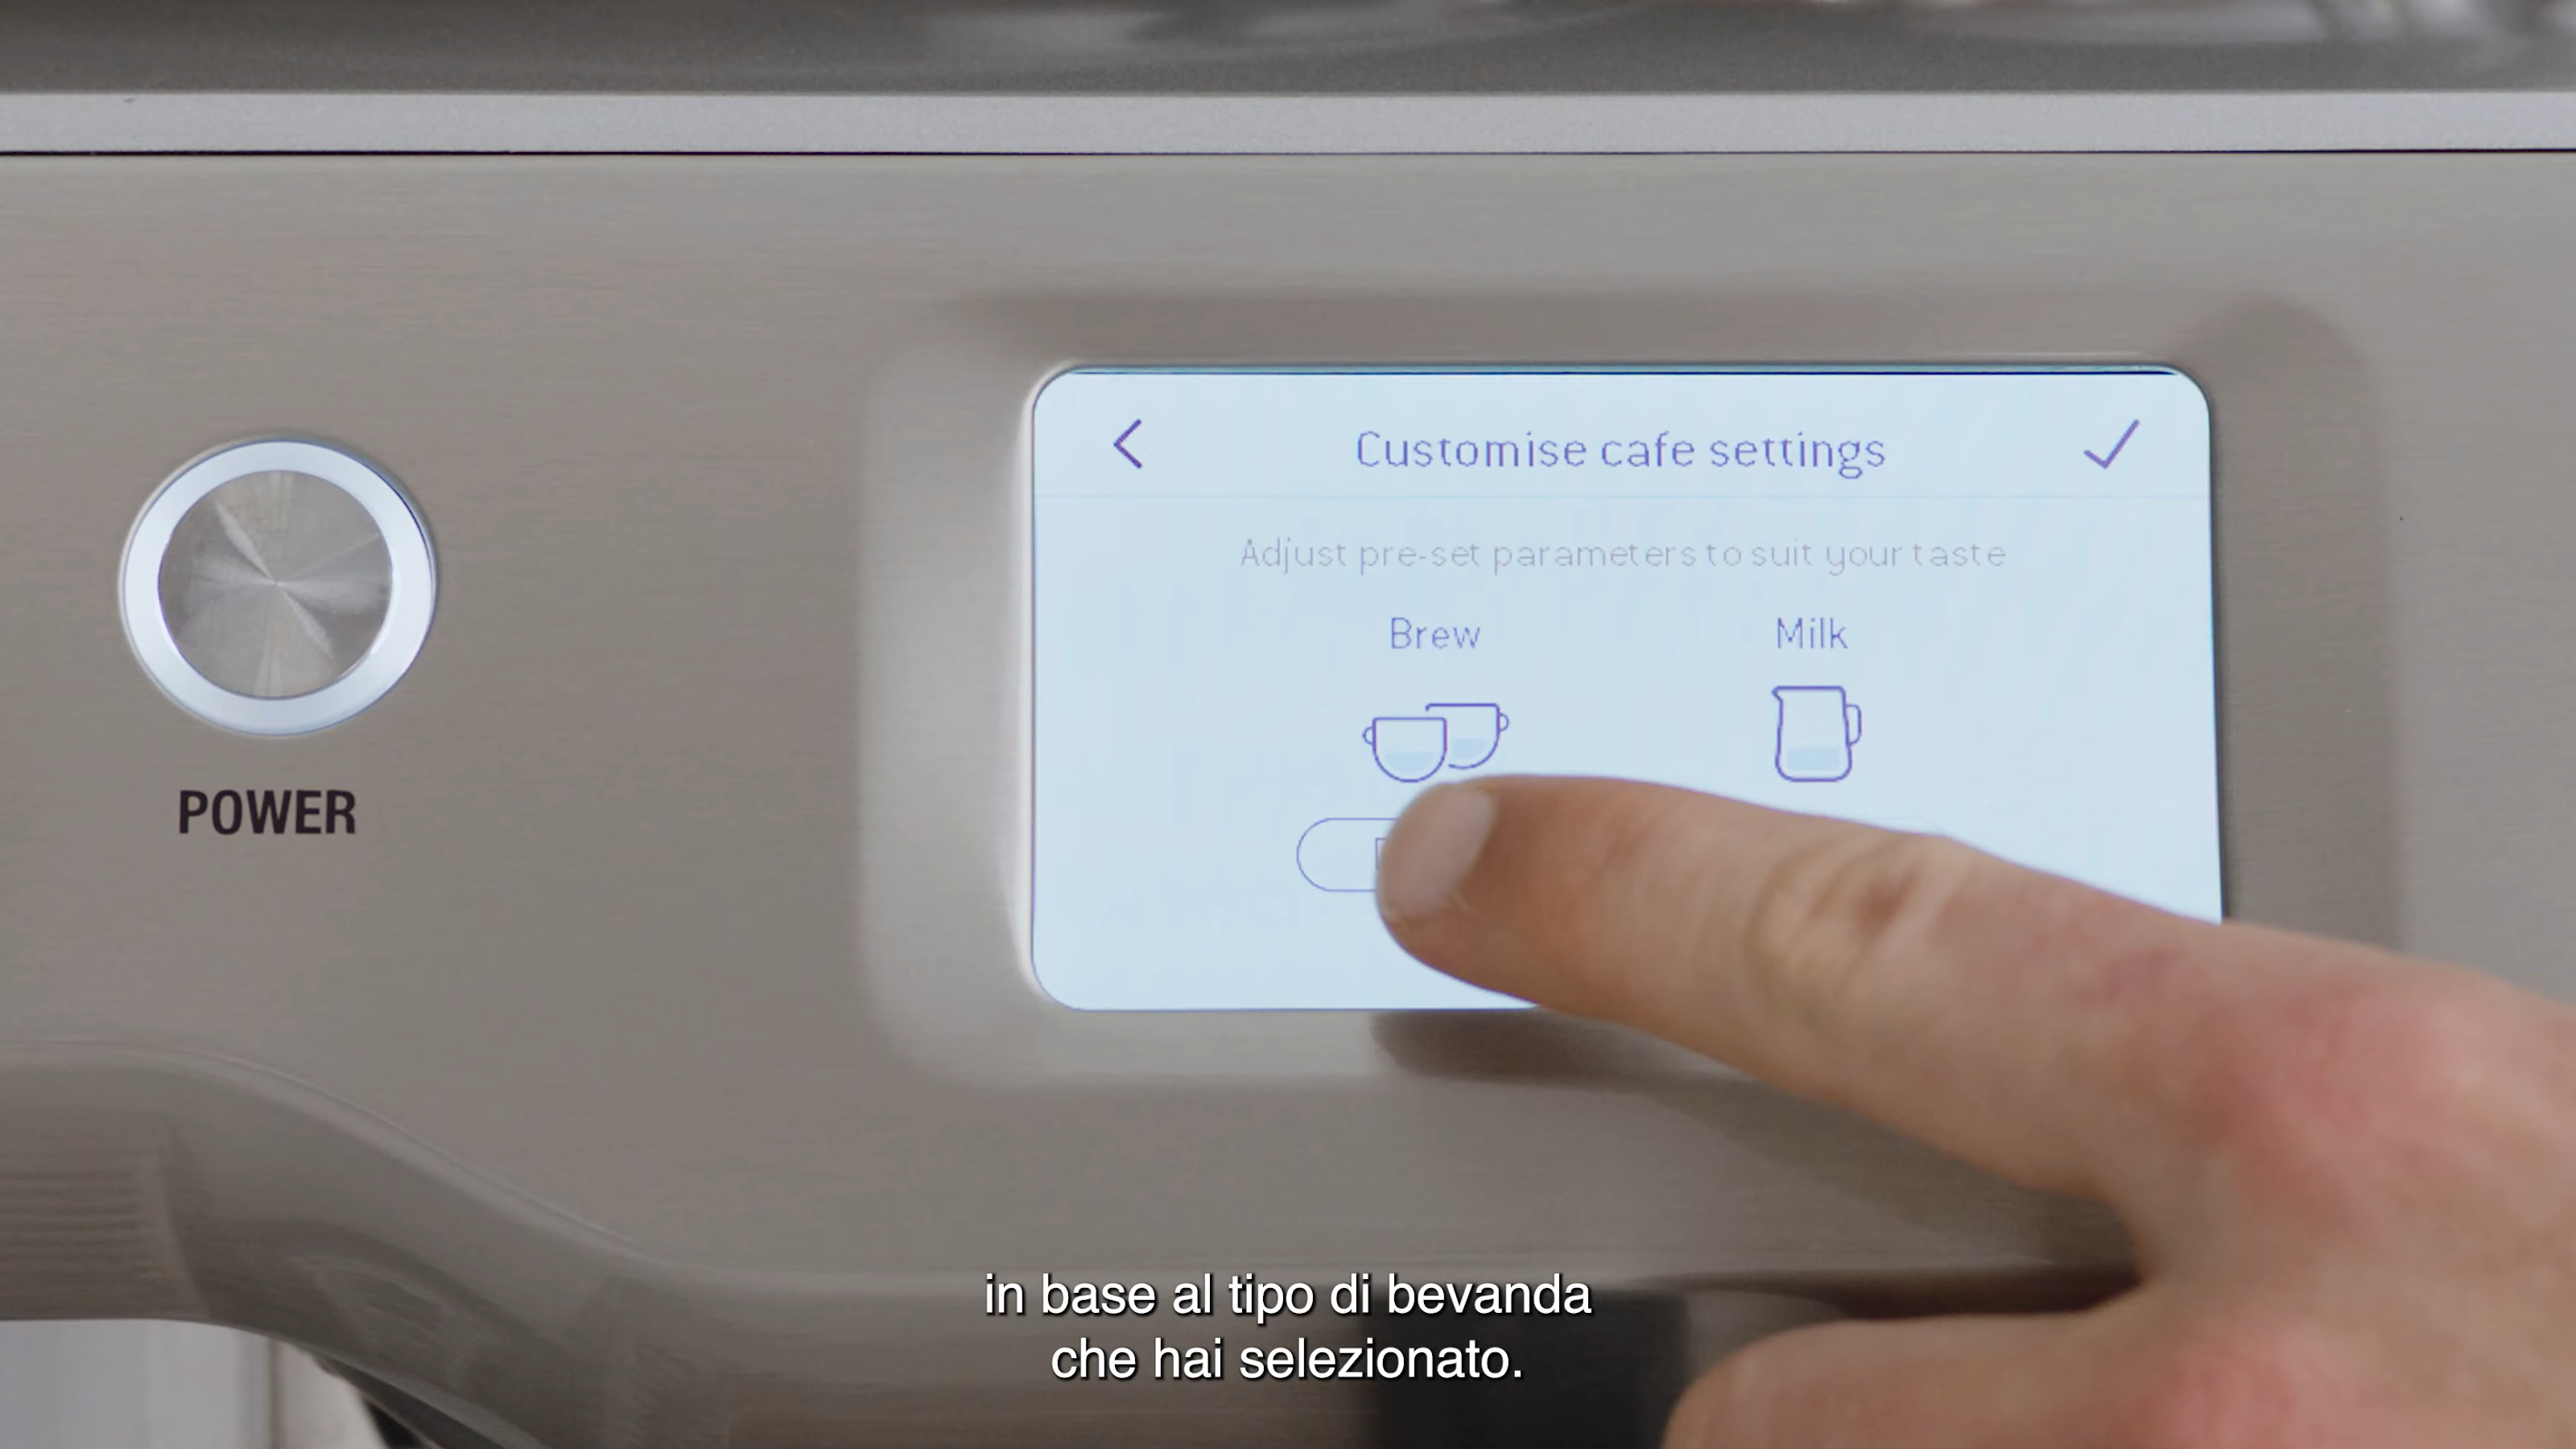 Customise cafe settings
Adjust pre-set parameters to suit your taste
Brew
Milk
POWER
in base al tipo di bevanda
che hai selezionato.